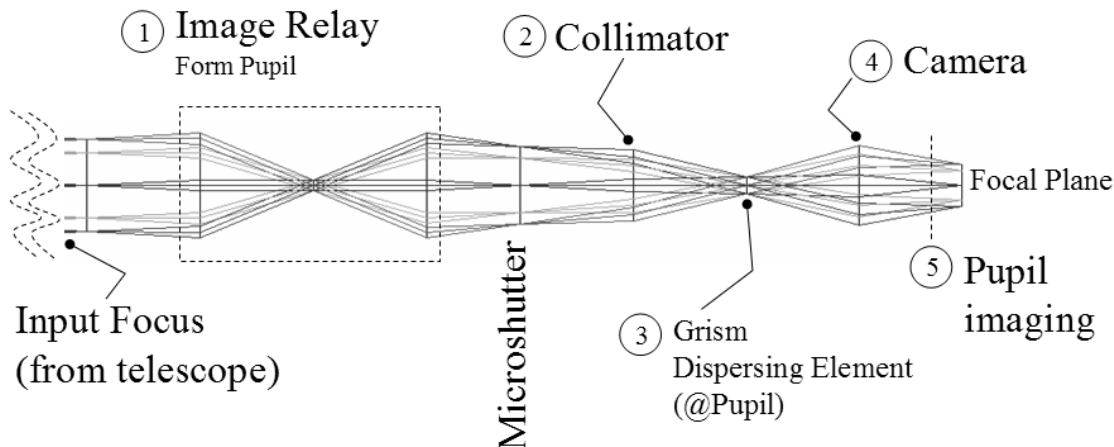 1 Image Relay
Form Pupil
2 Collimator
4 Camera
Focal Plane
Input Focus
(from telescope)
Microshutter
3 Grism
Dispersing Element
(@Pupil)
5 Pupil
imaging